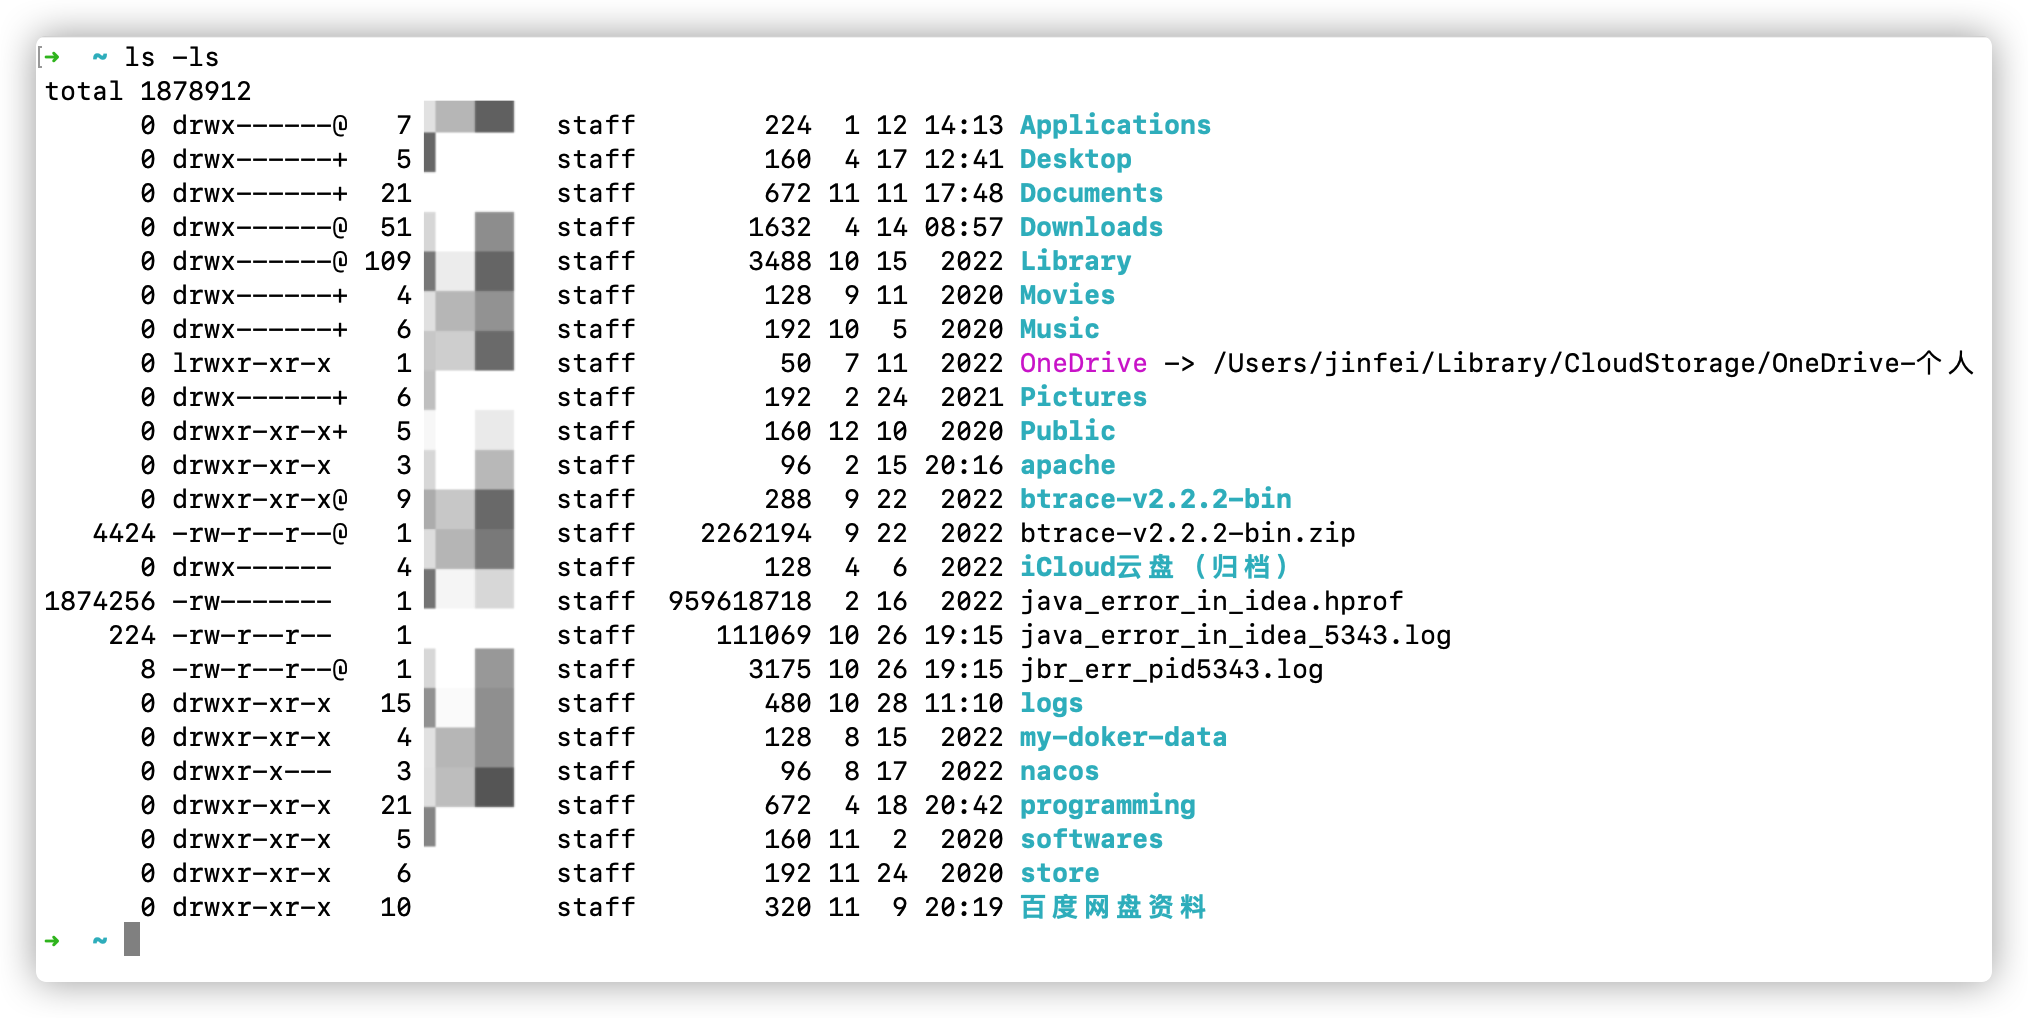 ➜  ~ ls -ls
total 1878912
0 drwx------@ 7 staff 224 1 12 14:13 Applications
0 drwx------+ 5 staff 160 4 17 12:41 Desktop
0 drwx------+ 21 staff 672 11 11 17:48 Documents
0 drwx------@ 51 staff 1632 4 14 08:57 Downloads
0 drwx------@ 109 staff 3488 10 15 2022 Library
0 drwx------+ 4 staff 128 9 11 2020 Movies
0 drwx------+ 6 staff 192 10 5 2020 Music
0 lrwxr-xr-x 1 staff 50 7 11 2022 OneDrive -> /Users/jinfei/Library/CloudStorage/OneDrive-个人
0 drwx------+ 6 staff 192 2 24 2021 Pictures
0 drwxr-xr-x+ 5 staff 160 12 10 2020 Public
0 drwxr-xr-x 3 staff 96 2 15 20:16 apache
0 drwxr-xr-x@ 9 staff 288 9 22 2022 btrace-v2.2.2-bin
4424 -rw-r--r--@ 1 staff 2262194 9 22 2022 btrace-v2.2.2-bin.zip
0 drwx------ 4 staff 128 4 6 2022 iCloud云盘（归档）
1874256 -rw------- 1 staff 959618718 2 16 2022 java_error_in_idea.hprof
224 -rw-r--r-- 1 staff 111069 10 26 19:15 java_error_in_idea_5343.log
8 -rw-r--r--@ 1 staff 3175 10 26 19:15 jbr_err_pid5343.log
0 drwxr-xr-x 15 staff 480 10 28 11:10 logs
0 drwxr-xr-x 4 staff 128 8 15 2022 my-doker-data
0 drwxr-x--- 3 staff 96 8 17 2022 nacos
0 drwxr-xr-x 21 staff 672 4 18 20:42 programming
0 drwxr-xr-x 5 staff 160 11 2 2020 softwares
0 drwxr-xr-x 6 staff 192 11 24 2020 store
0 drwxr-xr-x 10 staff 320 11 9 20:19 百度网盘资料
➜  ~